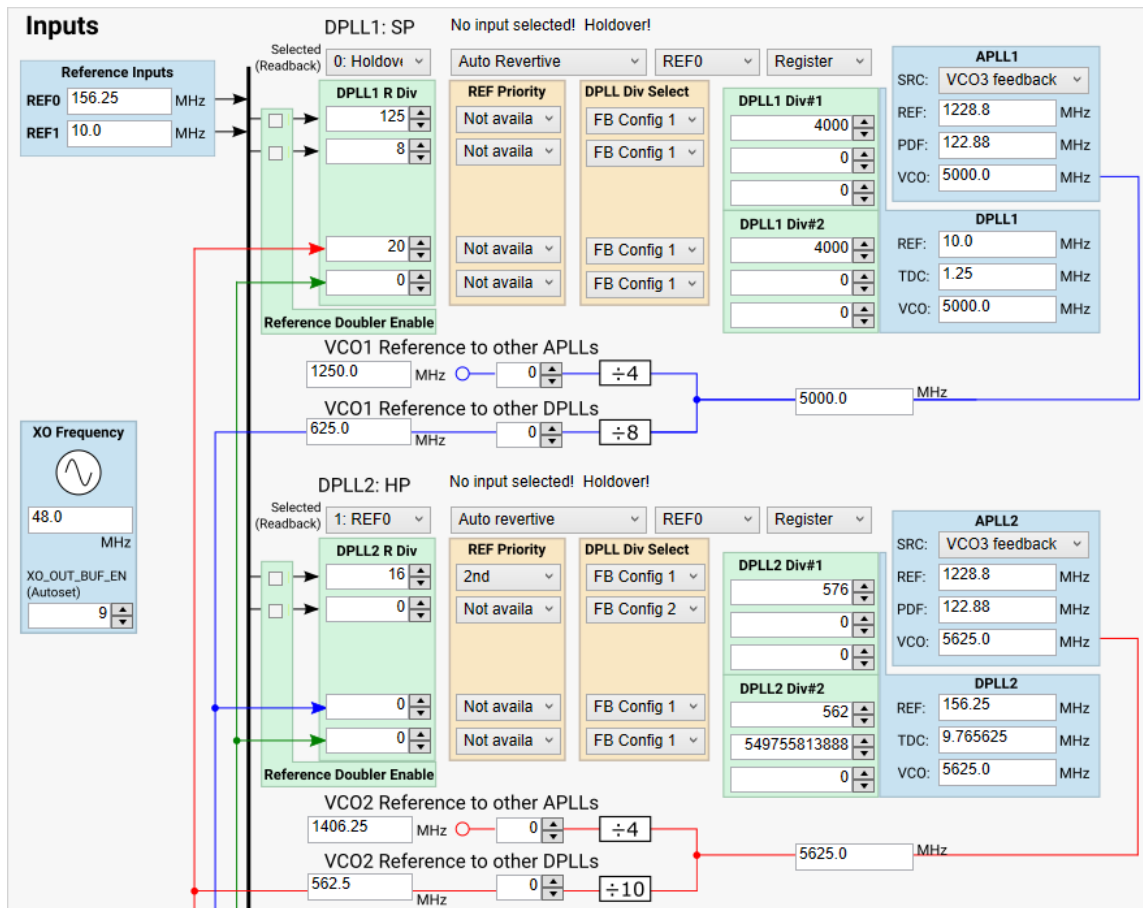 Inputs
DPLL1: SP No input selected! Holdover!
Selected (Readback) 0: Holdove Auto Revertive REF0 Register
Reference Inputs
REF0 156.25 MHz
REF1 10.0 MHz
DPLL1 R Div REF Priority DPLL Div Select
125 Not availa FB Config 1
8 Not availa FB Config 1
20 Not availa FB Config 1
0 Not availa FB Config 1
Reference Doubler Enable
DPLL1 Div#1
4000
0
0
DPLL1 Div#2
4000
0
0
APLL1
SRC: VCO3 feedback
REF: 1228.8 MHz
PDF: 122.88 MHz
VCO: 5000.0 MHz
DPLL1
REF: 10.0 MHz
TDC: 1.25 MHz
VCO: 5000.0 MHz
VCO1 Reference to other APLLs
1250.0 MHz 0 ÷4
5000.0 MHz
VCO1 Reference to other DPLLs
625.0 MHz 0 ÷8
XO Frequency
48.0
MHz
XO_OUT_BUF_EN
(Autoset)
9
DPLL2: HP No input selected! Holdover!
Selected (Readback) 1: REF0 Auto revertive REF0 Register
DPLL2 R Div REF Priority DPLL Div Select
16 2nd FB Config 1
0 Not availa FB Config 2
0 Not availa FB Config 1
0 Not availa FB Config 1
Reference Doubler Enable
DPLL2 Div#1
576
0
0
DPLL2 Div#2
562
549755813888
0
APLL2
SRC: VCO3 feedback
REF: 1228.8 MHz
PDF: 122.88 MHz
VCO: 5625.0 MHz
DPLL2
REF: 156.25 MHz
TDC: 9.765625 MHz
VCO: 5625.0 MHz
VCO2 Reference to other APLLs
1406.25 MHz 0 ÷4
5625.0 MHz
VCO2 Reference to other DPLLs
562.5 MHz 0 ÷10